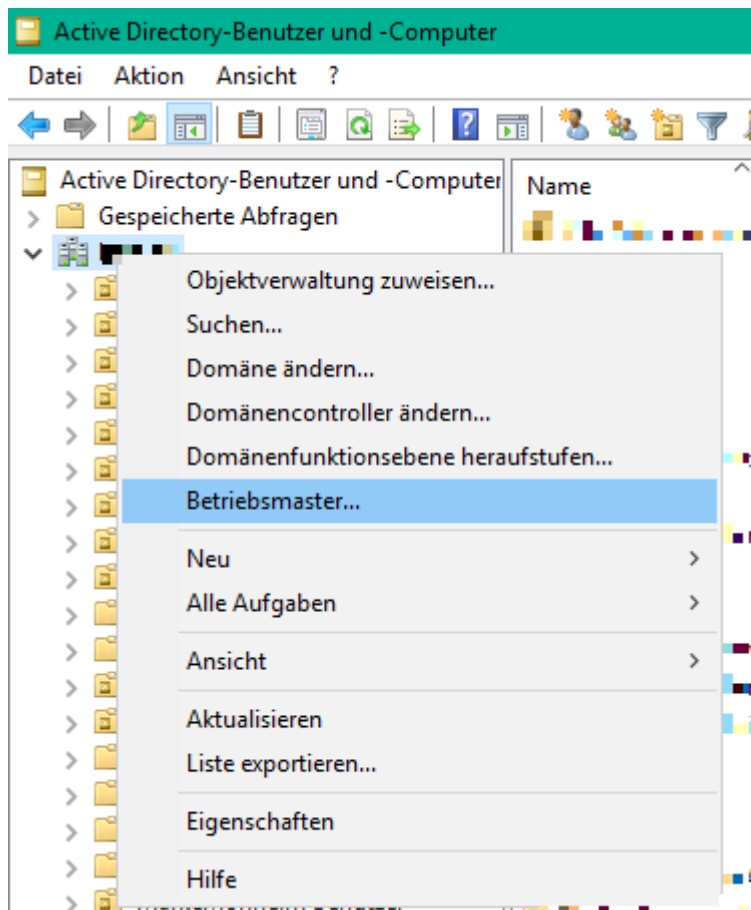 Active Directory-Benutzer und -Computer
Datei Aktion Ansicht ?
Active Directory-Benutzer und -Computer
Name
Gespeicherte Abfragen
Objektverwaltung zuweisen...
Suchen...
Domäne ändern...
Domänencontroller ändern...
Domänenfunktionsebene heraufstufen...
Betriebsmaster...
Neu
Alle Aufgaben
Ansicht
Aktualisieren
Liste exportieren...
Eigenschaften
Hilfe